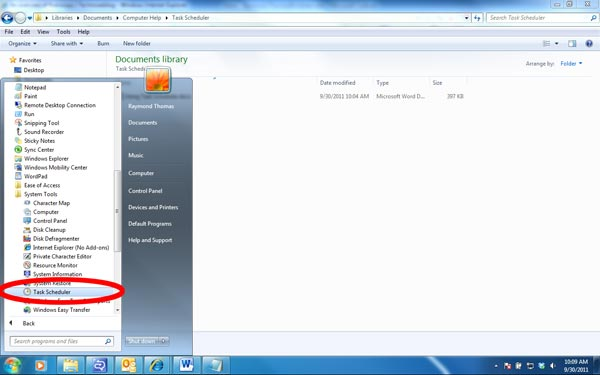 Libraries ▸ Documents ▸ Computer Help ▸ Task Scheduler
Search Task Scheduler
File Edit View Tools Help
Organize Share with Burn New folder
Favorites
Desktop
Documents library
Task Sched
Arrange by: Folder
Date modified Type Size
9/30/2011 10:04 AM Microsoft Word D... 397 KB
Notepad
Paint
Remote Desktop Connection
Run
Snipping Tool
Sound Recorder
Sticky Notes
Sync Center
Windows Explorer
Windows Mobility Center
WordPad
Ease of Access
System Tools
Character Map
Computer
Control Panel
Disk Cleanup
Disk Defragmenter
Internet Explorer (No Add-ons)
Private Character Editor
Resource Monitor
System Information
System Restore
Task Scheduler
Windows Easy Transfer
Back
Search programs and files
Raymond Thomas
Documents
Pictures
Music
Computer
Control Panel
Devices and Printers
Default Programs
Help and Support
Shut down
10:09 AM
9/30/2011